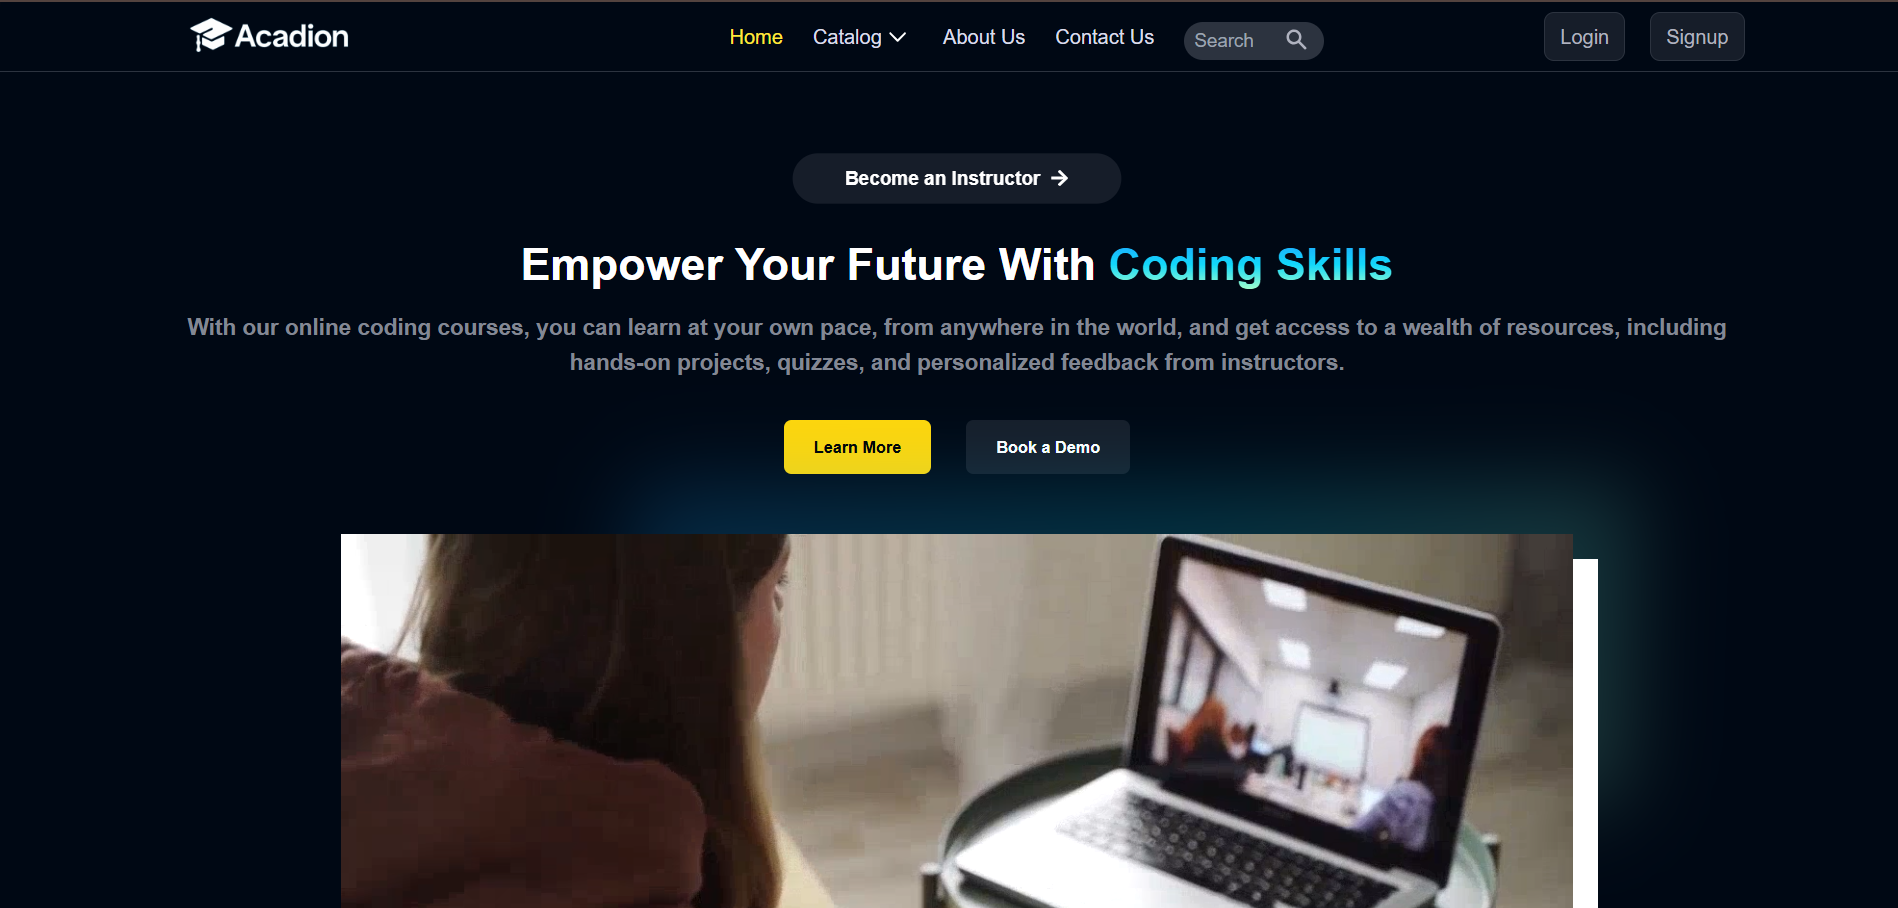 Acadion
Home
Catalog
About Us
Contact Us
Search
Login
Signup
Become an Instructor
Empower Your Future With Coding Skills
With our online coding courses, you can learn at your own pace, from anywhere in the world, and get access to a wealth of resources, including
hands-on projects, quizzes, and personalized feedback from instructors.
Learn More
Book a Demo